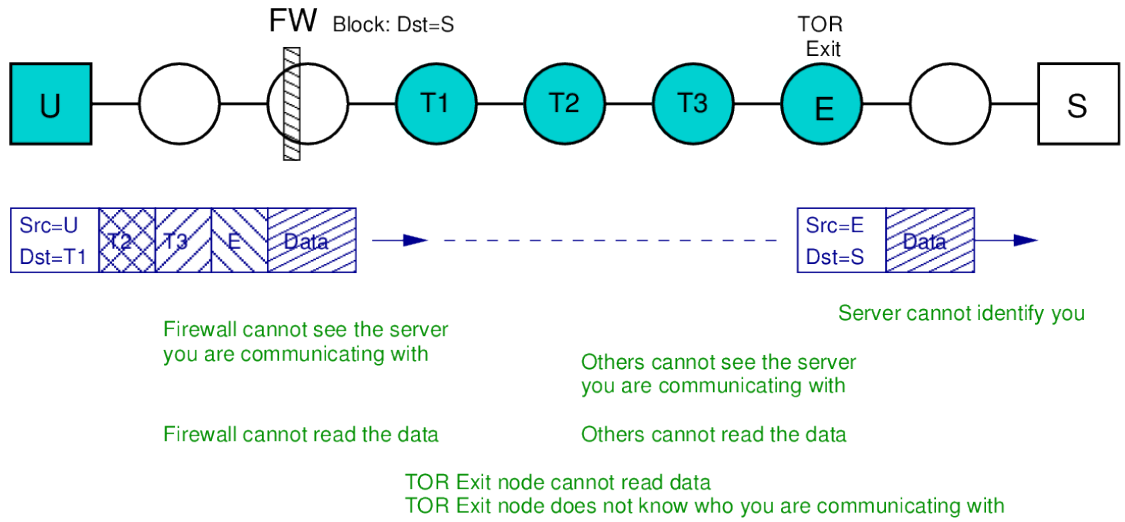 FW Block: Dst=S
TOR
Exit
U
T1
T2
T3
E
S
Src=U
Dst=T1
T2
T3
E
Data
Src=E
Dst=S
Data
Server cannot identify you
Firewall cannot see the server
you are communicating with
Others cannot see the server
you are communicating with
Firewall cannot read the data
Others cannot read the data
TOR Exit node cannot read data
TOR Exit node does not know who you are communicating with